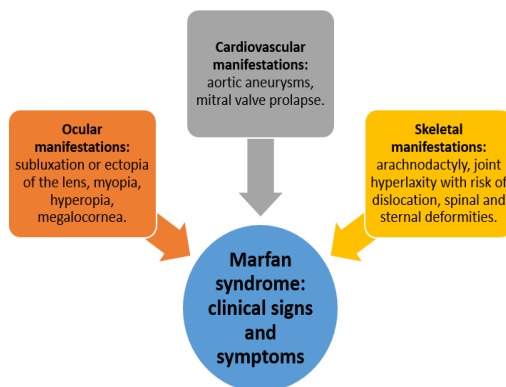 Cardiovascular
manifestations:
aortic aneurysms,
mitral valve prolapse.
Ocular
manifestations:
subluxation or ectopia
of the lens, myopia,
hyperopia,
megalocornea.
Skeletal
manifestations:
arachnodactyly, joint
hyperlaxity with risk of
dislocation, spinal and
sternal deformities.
Marfan
syndrome:
clinical signs
and
symptoms